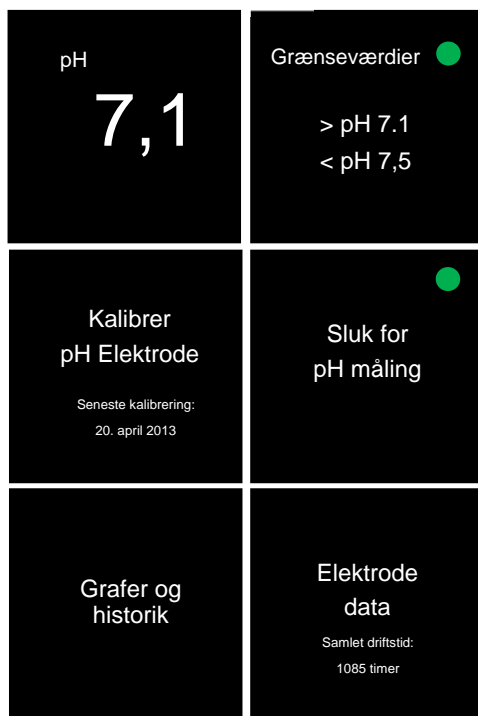 pH
7,1
Grænseværdier
> pH 7.1
< pH 7,5
Kalibrer
pH Elektrode
Seneste kalibrering:
20. april 2013
Sluk for
pH måling
Grafer og
historik
Elektrode
data
Samlet driftstid:
1085 timer